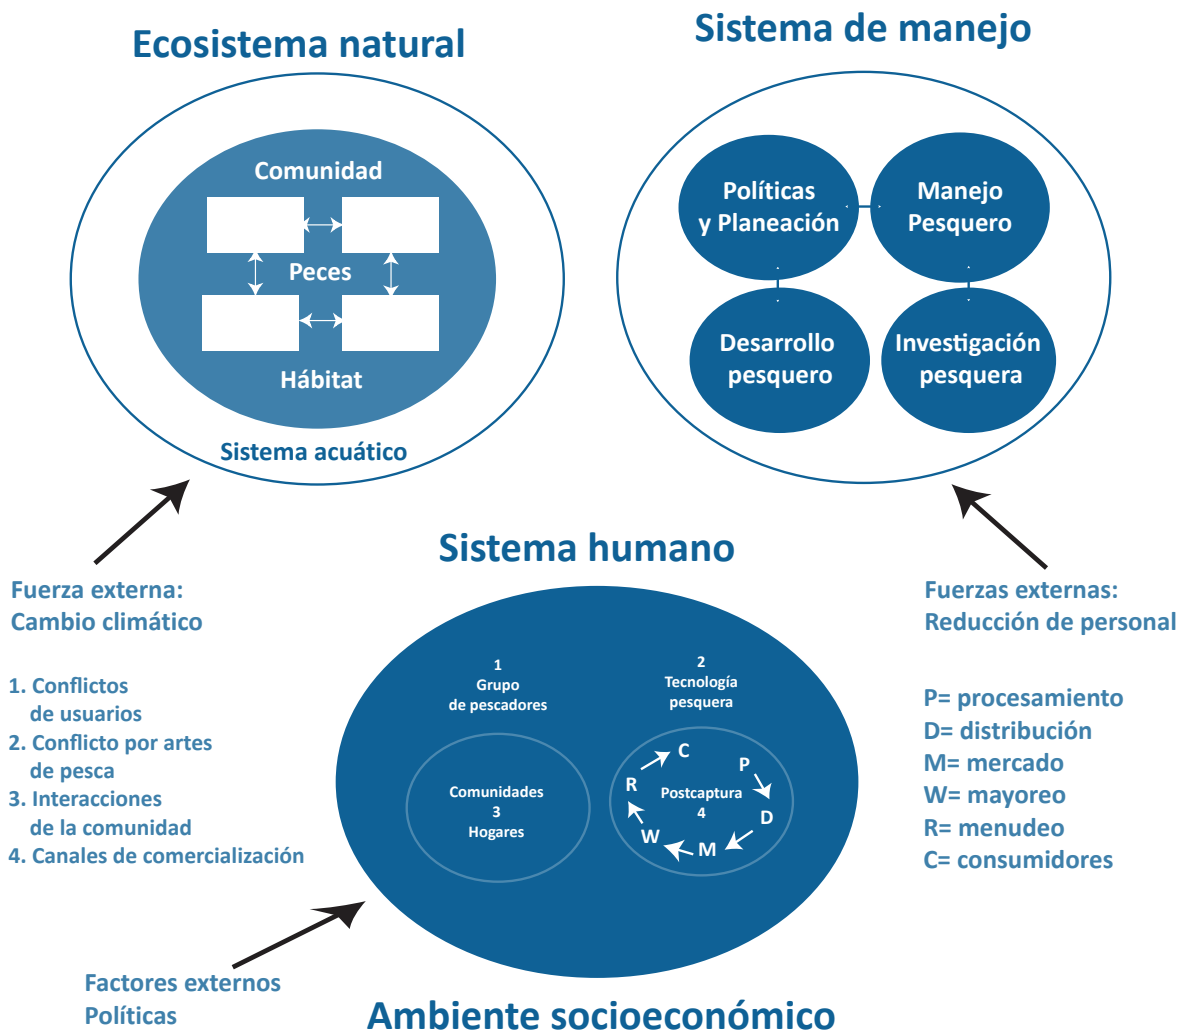 Ecosistema natural
Comunidad
Peces
Hábitat
Sistema acuático
Sistema de manejo
Políticas
y Planeación
Manejo
Pesquero
Desarrollo
pesquero
Investigación
pesquera
Fuerza externa:
Cambio climático
1. Conflictos
de usuarios
2. Conflicto por artes
de pesca
3. Interacciones
de la comunidad
4. Canales de comercialización
Sistema humano
1
Grupo
de pescadores
2
Tecnología
pesquera
Comunidades
3
Hogares
C
P
R
Postcaptura
4
D
W
M
Fuerzas externas:
Reducción de personal
P= procesamiento
D= distribución
M= mercado
W= mayoreo
R= menudeo
C= consumidores
Factores externos
Políticas
Ambiente socioeconómico